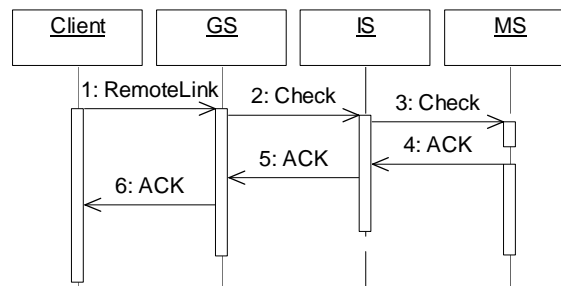 Client
GS
IS
MS
1: RemoteLink
2: Check
3: Check
4: ACK
5: ACK
6: ACK